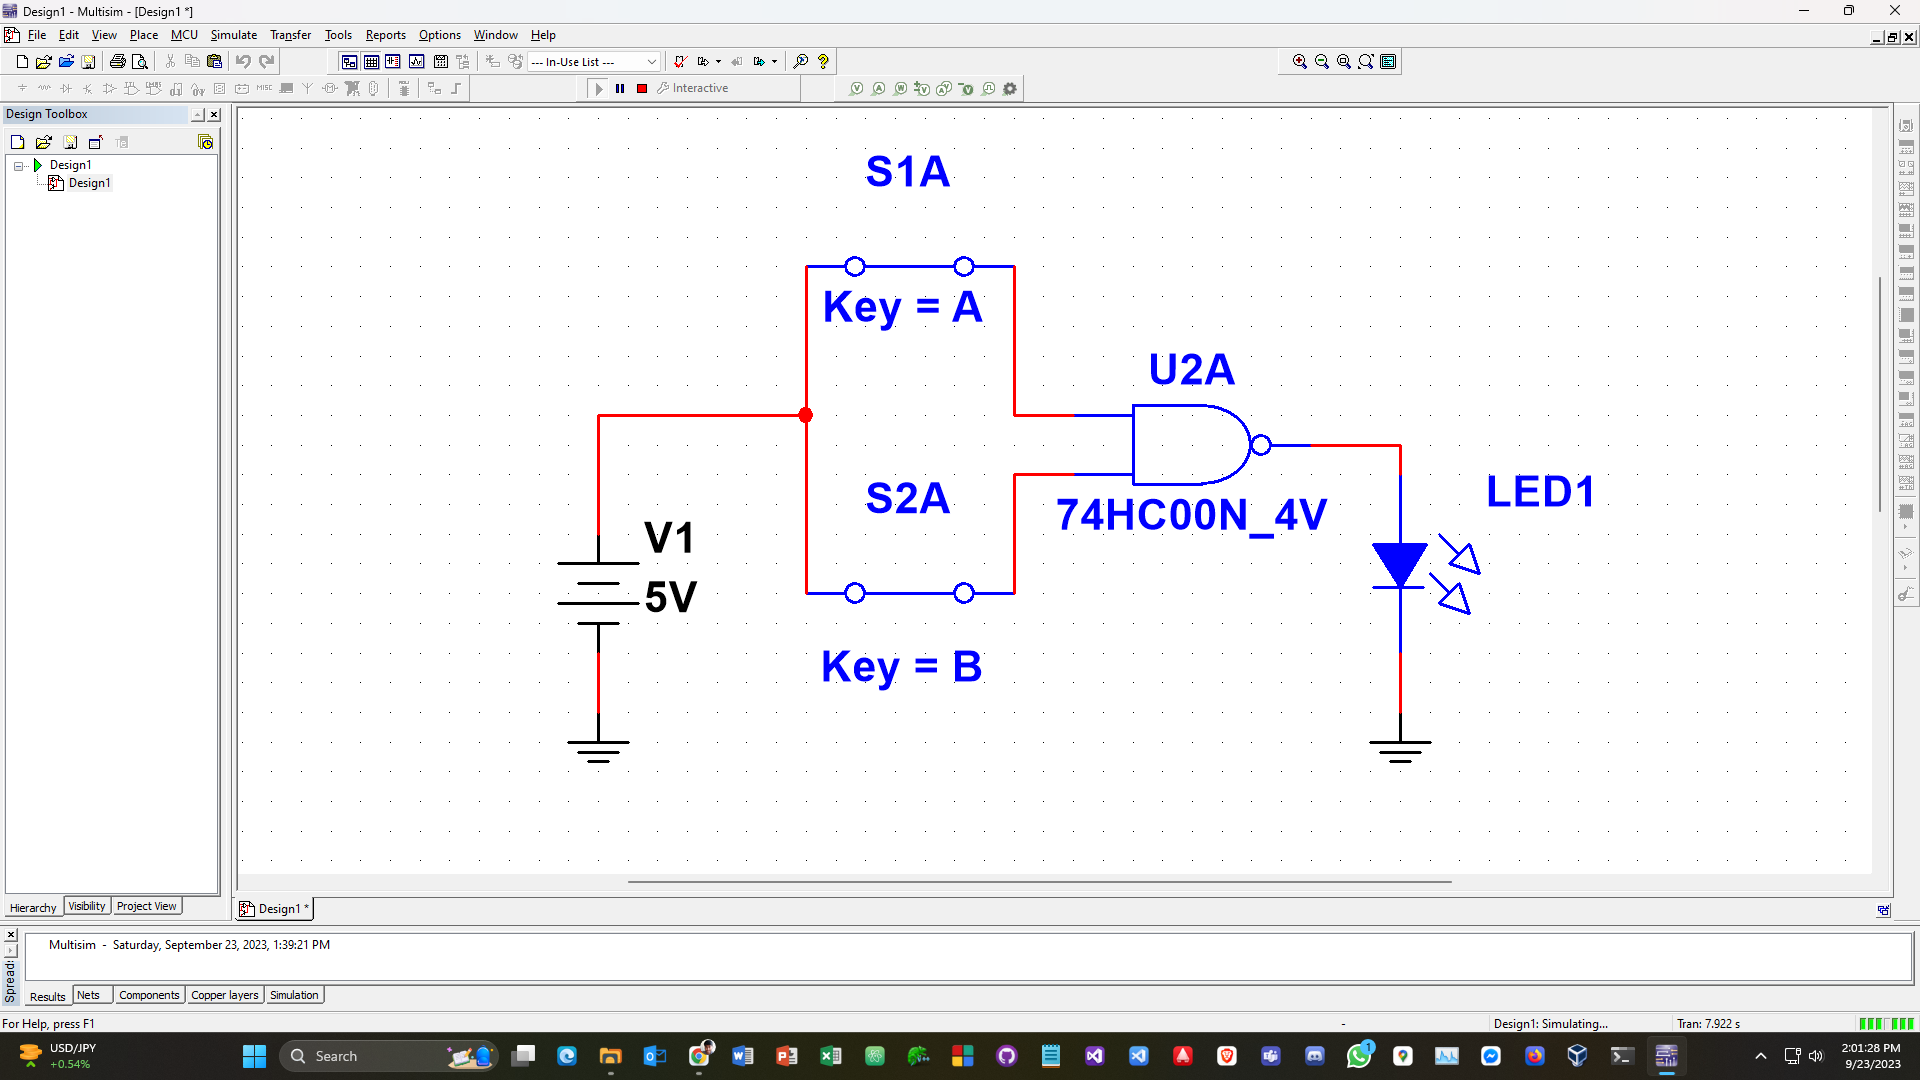 Design1 - Multisim - [Design1 *]
File Edit View Place MCU Simulate Transfer Tools Reports Options Window Help
--- In-Use List ---
Interactive
Design Toolbox
Design1
Design1
S1A
Key = A
U2A
S2A
74HC00N_4V
LED1
V1
5V
Key = B
Hierarchy Visibility Project View
Design1 *
Multisim - Saturday, September 23, 2023, 1:39:21 PM
Spread:
Results Nets Components Copper layers Simulation
For Help, press F1
-
Design1: Simulating...
Tran: 7.922 s
USD/JPY
+0.54%
Search
1
2:01:28 PM
9/23/2023